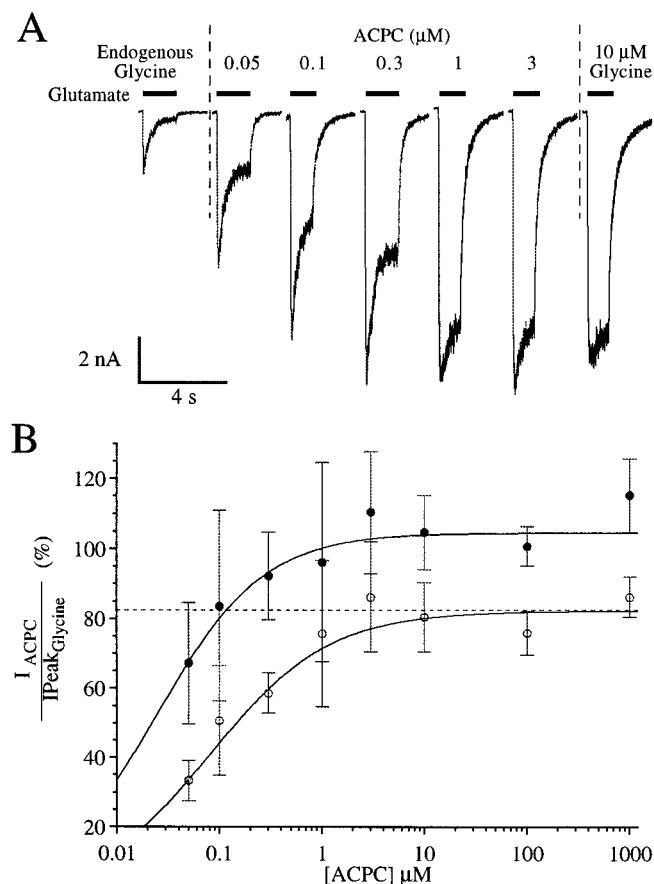 A
ACPC (µM)
Endogenous
Glycine
0.05
0.1
0.3
1
3
10 µM
Glycine
Glutamate
2 nA
4 s
B
I ACPC
IPeak Glycine
(%)
120
100
80
60
40
20
0.01
0.1
1
10
100
1000
[ACPC] µM